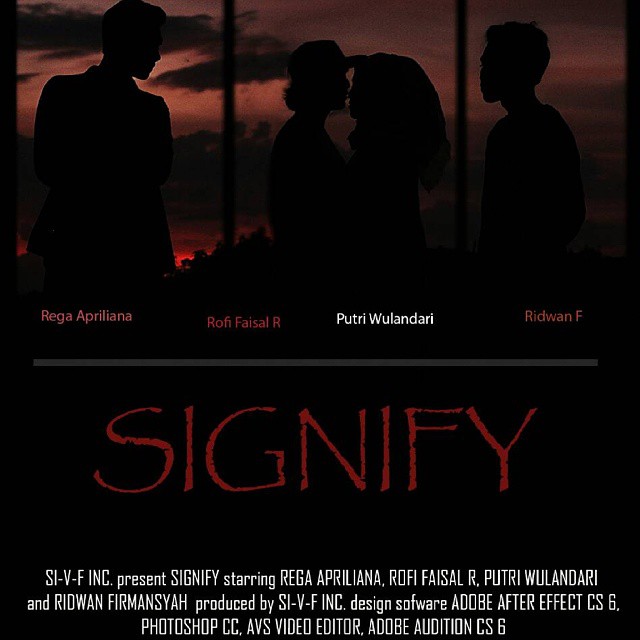 Rega Apriliana
Rofi Faisal R
Putri Wulandari
Ridwan F
SIGNIFY
SI-V-F INC. present SIGNIFY starring REGA APRILIANA, ROFI FAISAL R, PUTRI WULANDARI
and RIDWAN FIRMANSYAH produced by SI-V-F INC. design sofware ADOBE AFTER EFFECT CS 6,
PHOTOSHOP CC, AVS VIDEO EDITOR, ADOBE AUDITION CS 6